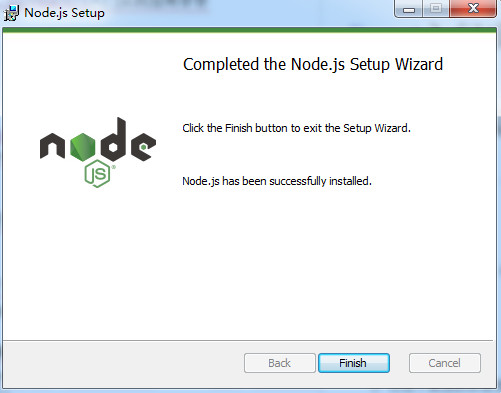 Node.js Setup
Completed the Node.js Setup Wizard
Click the Finish button to exit the Setup Wizard.
node
JS
®
Node.js has been successfully installed.
Back
Finish
Cancel